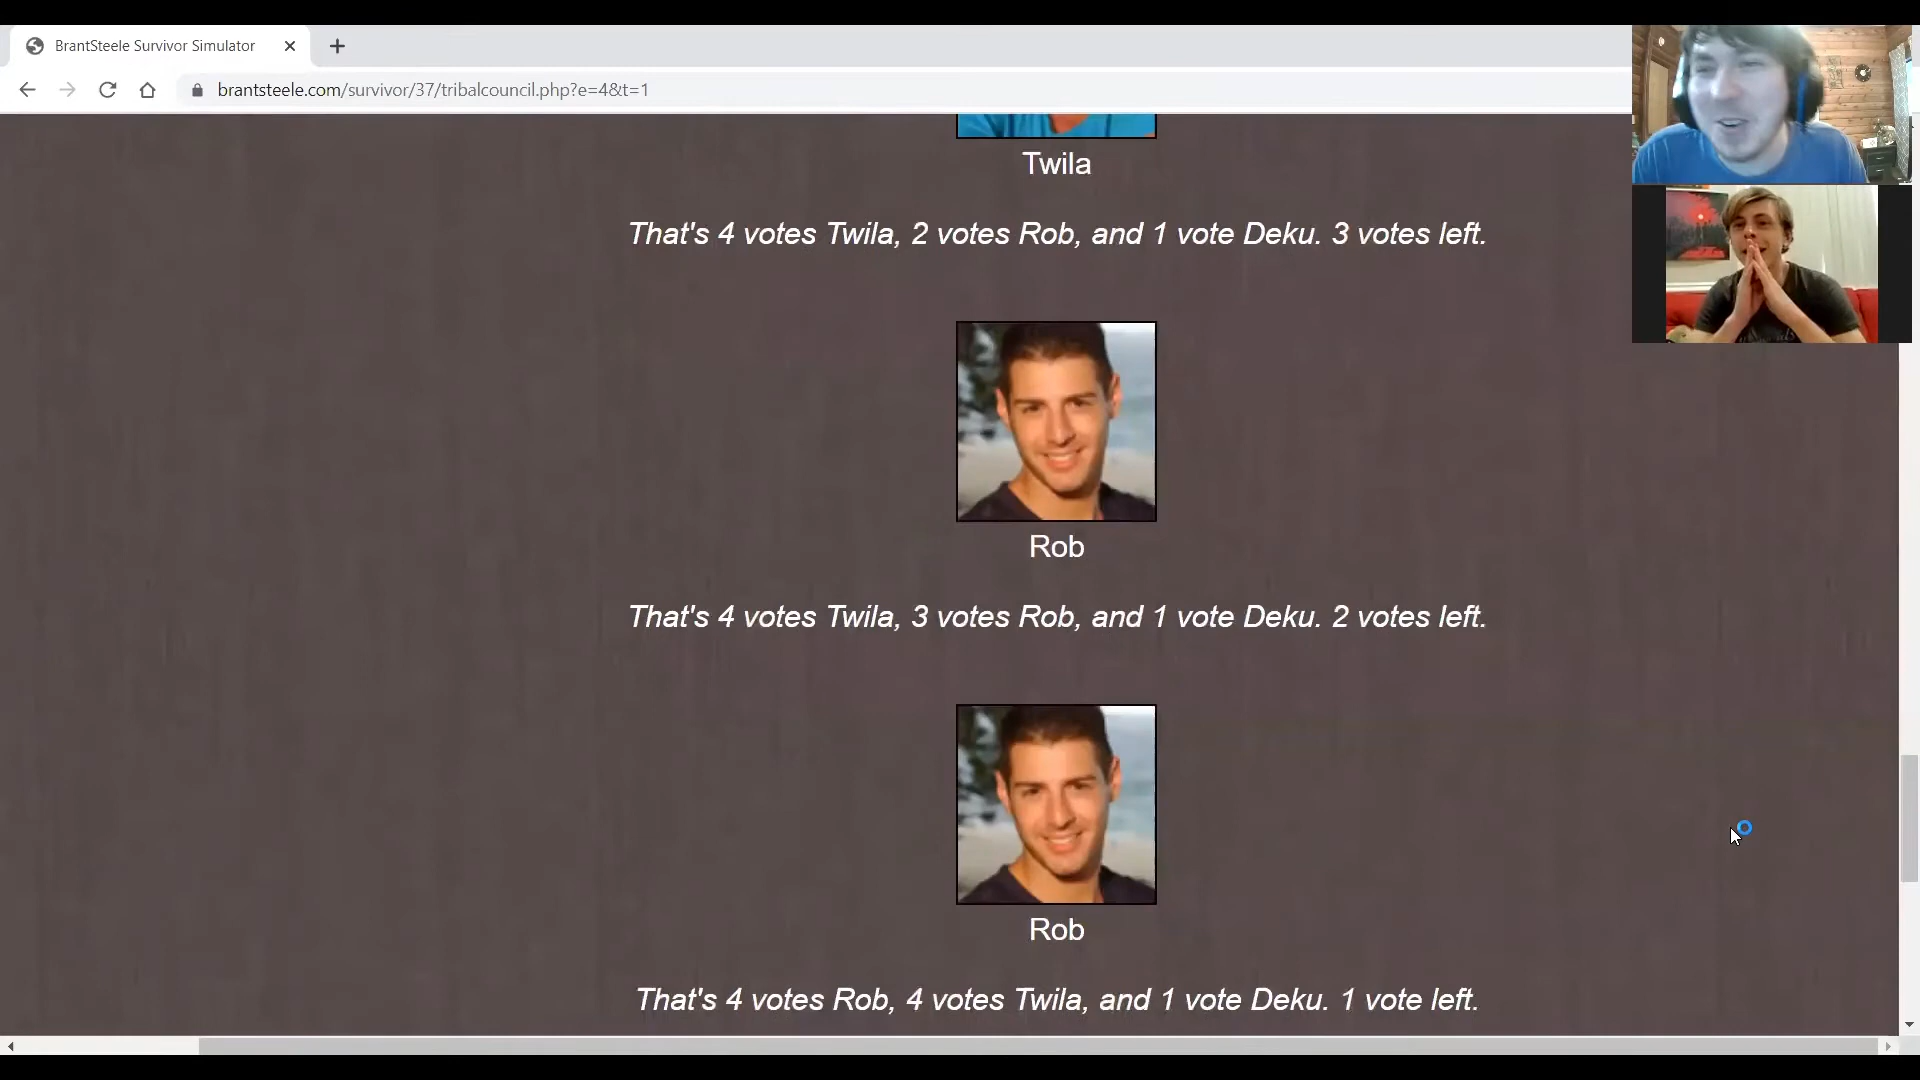 BrantSteele Survivor Simulator
brantsteele.com/survivor/37/tribalcouncil.php?e=4&t=1
Twila
That's 4 votes Twila, 2 votes Rob, and 1 vote Deku. 3 votes left.
Rob
That's 4 votes Twila, 3 votes Rob, and 1 vote Deku. 2 votes left.
Rob
That's 4 votes Rob, 4 votes Twila, and 1 vote Deku. 1 vote left.